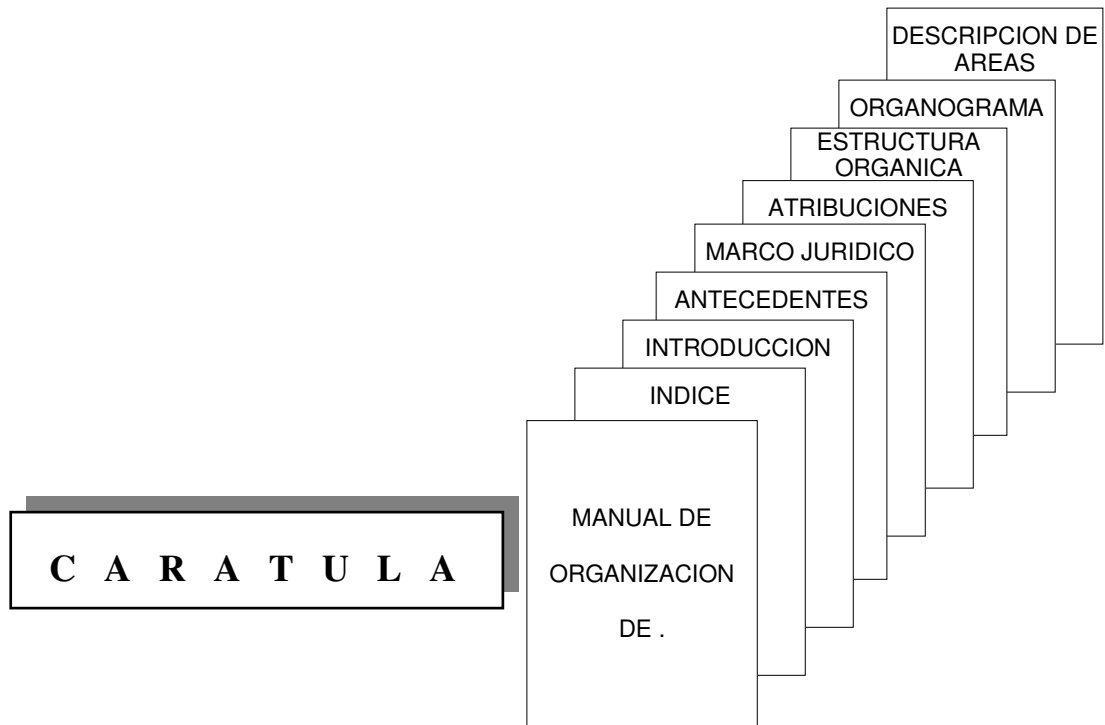 DESCRIPCION DE
AREAS
ORGANOGRAMA
ESTRUCTURA
ORGANICA
ATRIBUCIONES
MARCO JURIDICO
ANTECEDENTES
INTRODUCCION
INDICE
MANUAL DE
ORGANIZACION
DE .
C A R A T U L A